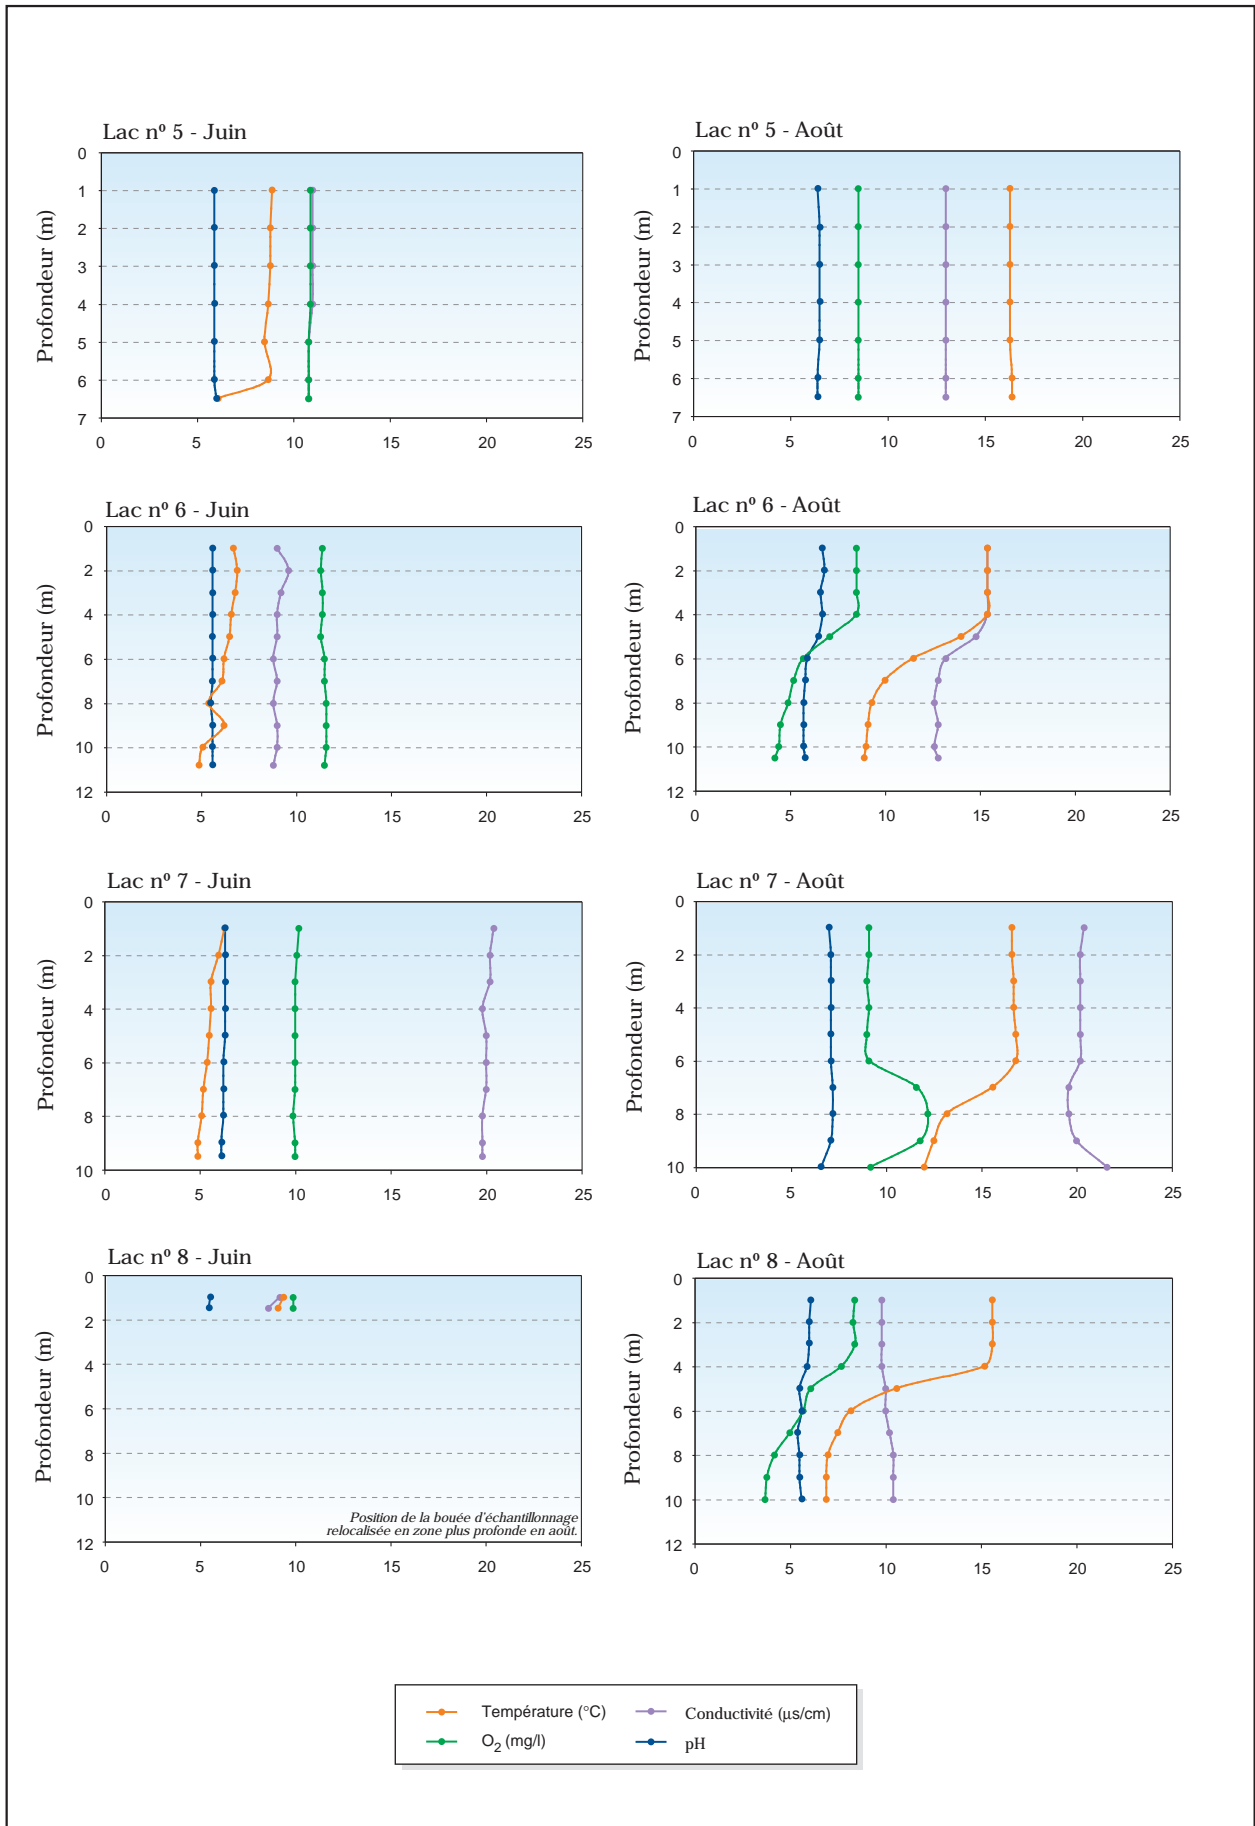 Lac nº 5 - Juin
Profondeur (m)
0
1
2
3
4
5
6
7
0 5 10 15 20 25
Lac nº 5 - Août
Profondeur (m)
0
1
2
3
4
5
6
7
0 5 10 15 20 25
Lac nº 6 - Juin
Profondeur (m)
0
2
4
6
8
10
12
0 5 10 15 20 25
Lac nº 6 - Août
Profondeur (m)
0
2
4
6
8
10
12
0 5 10 15 20 25
Lac nº 7 - Juin
Profondeur (m)
0
2
4
6
8
10
0 5 10 15 20 25
Lac nº 7 - Août
Profondeur (m)
0
2
4
6
8
10
0 5 10 15 20 25
Lac nº 8 - Juin
Profondeur (m)
0
2
4
6
8
10
12
Position de la bouée d'échantillonnage
relocalisée en zone plus profonde en août.
0 5 10 15 20 25
Lac nº 8 - Août
Profondeur (m)
0
2
4
6
8
10
12
0 5 10 15 20 25
Température (°C) Conductivité (µs/cm)
O2 (mg/l) pH